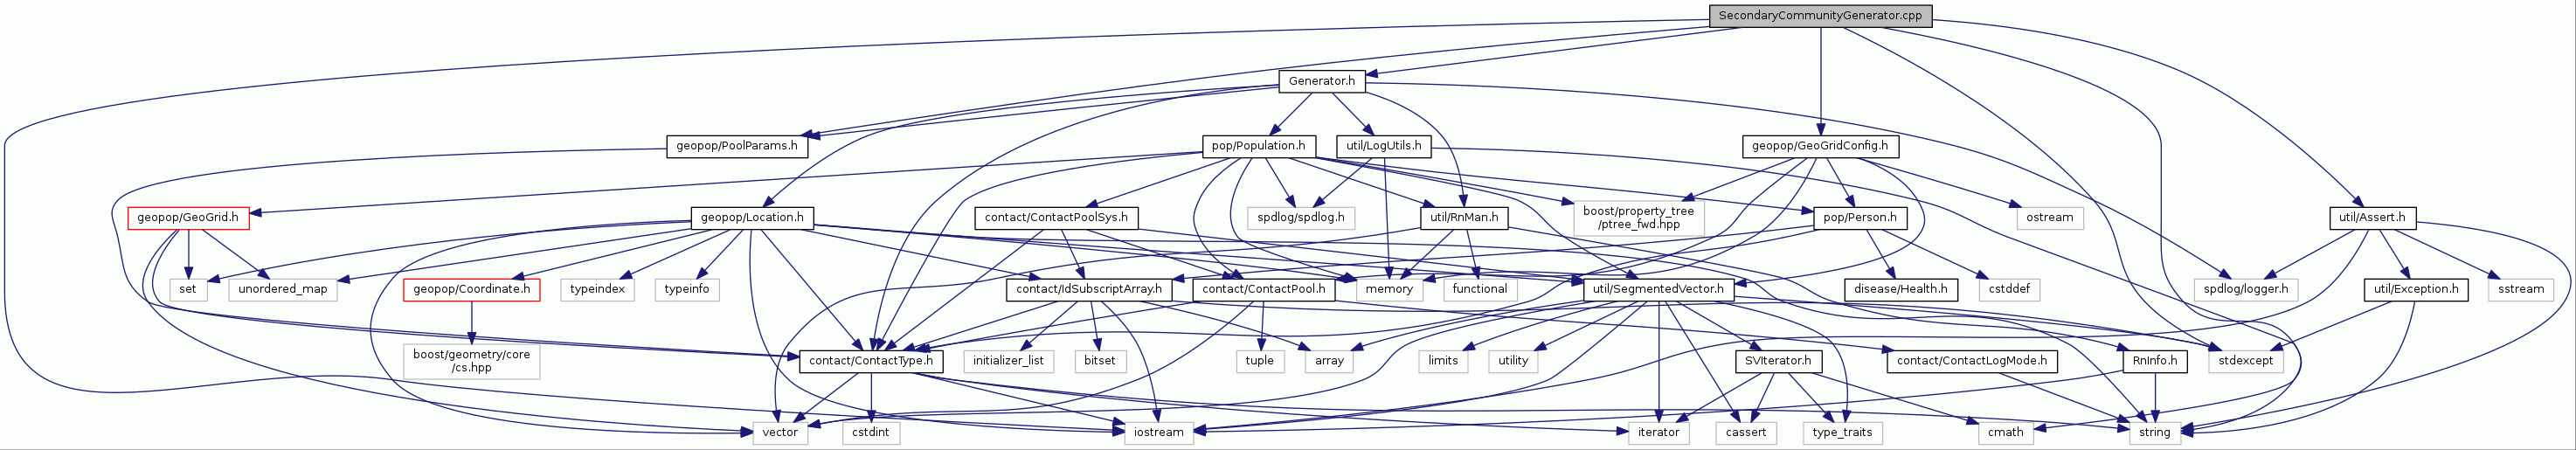 SecondaryCommunityGenerator.cpp
Generator.h
geopop/PoolParams.h
pop/Population.h
util/LogUtils.h
geopop/GeoGridConfig.h
geopop/GeoGrid.h
geopop/Location.h
contact/ContactPoolSys.h
spdlog/spdlog.h
util/RnMan.h
boost/property_tree
/ptree_fwd.hpp
pop/Person.h
ostream
util/Assert.h
set
unordered_map
geopop/Coordinate.h
typeindex
typeinfo
contact/IdSubscriptArray.h
contact/ContactPool.h
memory
functional
util/SegmentedVector.h
disease/Health.h
cstddef
spdlog/logger.h
util/Exception.h
sstream
boost/geometry/core
/cs.hpp
contact/ContactType.h
initializer_list
bitset
tuple
array
limits
utility
SVIterator.h
contact/ContactLogMode.h
RnInfo.h
stdexcept
vector
cstdint
iostream
iterator
cassert
type_traits
cmath
string